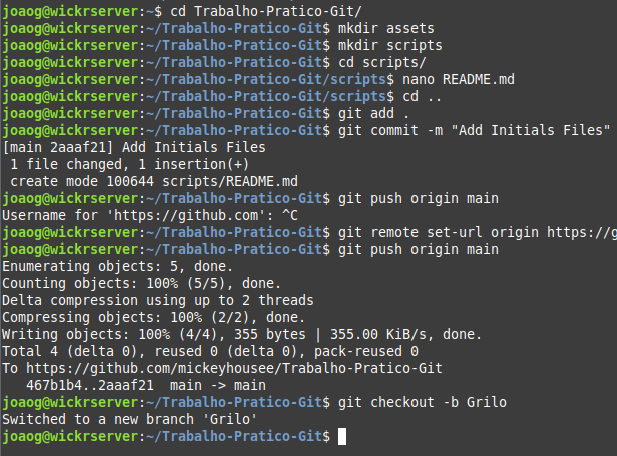 joaog@wickrserver:~$ cd Trabalho-Pratico-Git/
joaog@wickrserver:~/Trabalho-Pratico-Git$ mkdir assets
joaog@wickrserver:~/Trabalho-Pratico-Git$ mkdir scripts
joaog@wickrserver:~/Trabalho-Pratico-Git$ cd scripts/
joaog@wickrserver:~/Trabalho-Pratico-Git/scripts$ nano README.md
joaog@wickrserver:~/Trabalho-Pratico-Git/scripts$ cd ..
joaog@wickrserver:~/Trabalho-Pratico-Git$ git add .
joaog@wickrserver:~/Trabalho-Pratico-Git$ git commit -m "Add Initials Files"
[main 2aaaf21] Add Initials Files
 1 file changed, 1 insertion(+)
 create mode 100644 scripts/README.md
joaog@wickrserver:~/Trabalho-Pratico-Git$ git push origin main
Username for 'https://github.com': ^C
joaog@wickrserver:~/Trabalho-Pratico-Git$ git remote set-url origin https://g
joaog@wickrserver:~/Trabalho-Pratico-Git$ git push origin main
Enumerating objects: 5, done.
Counting objects: 100% (5/5), done.
Delta compression using up to 2 threads
Compressing objects: 100% (2/2), done.
Writing objects: 100% (4/4), 355 bytes | 355.00 KiB/s, done.
Total 4 (delta 0), reused 0 (delta 0), pack-reused 0
To https://github.com/mickeyhousee/Trabalho-Pratico-Git
   467b1b4..2aaaf21  main -> main
joaog@wickrserver:~/Trabalho-Pratico-Git$ git checkout -b Grilo
Switched to a new branch 'Grilo'
joaog@wickrserver:~/Trabalho-Pratico-Git$